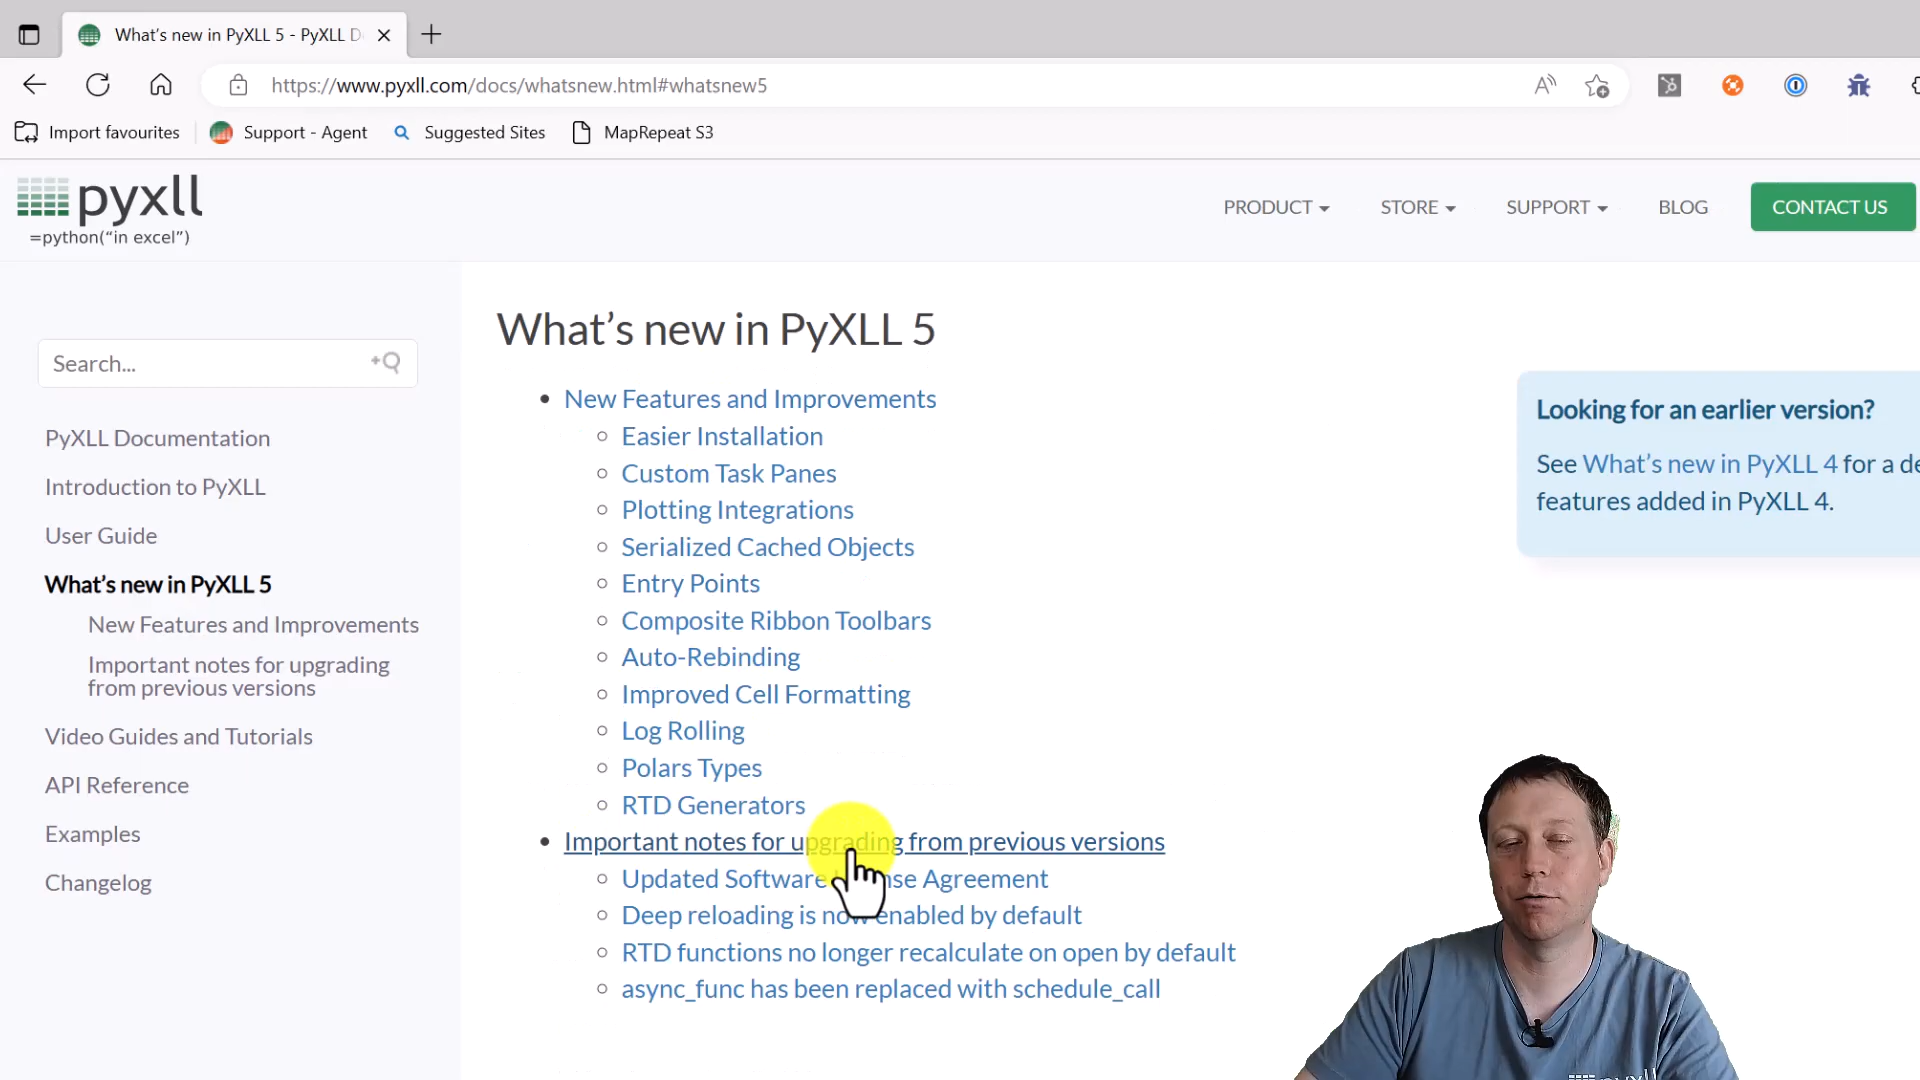 What's new in PyXLL 5 - PyXLL D
https://www.pyxll.com/docs/whatsnew.html#whatsnew5
Import favourites
Support - Agent
Suggested Sites
MapRepeat S3
pyxll
=python("in excel")
PRODUCT
STORE
SUPPORT
BLOG
CONTACT US
Search...
PyXLL Documentation
Introduction to PyXLL
User Guide
What's new in PyXLL 5
New Features and Improvements
Important notes for upgrading
from previous versions
Video Guides and Tutorials
API Reference
Examples
Changelog
What's new in PyXLL 5
New Features and Improvements
Easier Installation
Custom Task Panes
Plotting Integrations
Serialized Cached Objects
Entry Points
Composite Ribbon Toolbars
Auto-Rebinding
Improved Cell Formatting
Log Rolling
Polars Types
RTD Generators
Important notes for upgrading from previous versions
Updated Software Agreement
Deep reloading is now enabled by default
RTD functions no longer recalculate on open by default
async_func has been replaced with schedule_call
Looking for an earlier version?
See What's new in PyXLL 4 for a de
features added in PyXLL 4.
pyxll